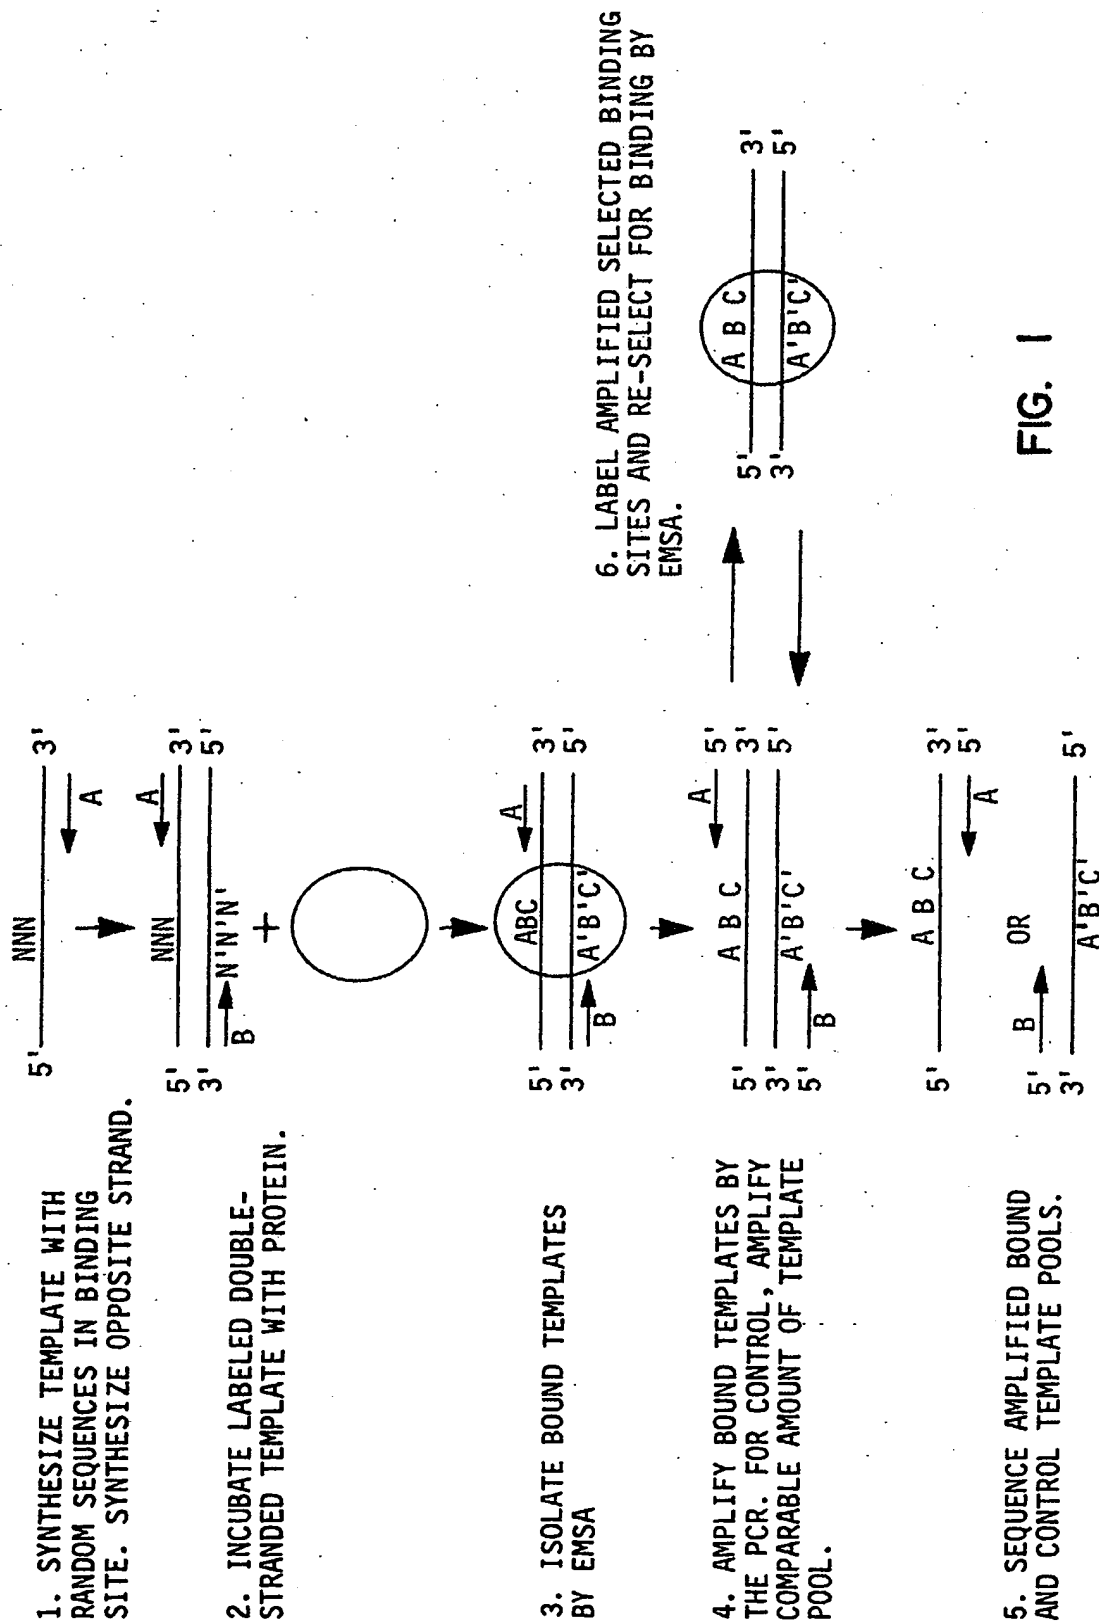 1. SYNTHESIZE TEMPLATE WITH
RANDOM SEQUENCES IN BINDING
SITE. SYNTHESIZE OPPOSITE STRAND.
5'
NNN
3'
A
2. INCUBATE LABELED DOUBLE-
STRANDED TEMPLATE WITH PROTEIN.
A
NNN
5'
3'
3'
5'
N'N'N'
B
+
3. ISOLATE BOUND TEMPLATES
BY EMSA
A
ABC
5'
3'
3'
5'
A'B'C'
B
4. AMPLIFY BOUND TEMPLATES BY
THE PCR. FOR CONTROL, AMPLIFY
COMPARABLE AMOUNT OF TEMPLATE
POOL.
A
5'
A B C
5'
3'
3'
5'
A'B'C'
5'
B
5. SEQUENCE AMPLIFIED BOUND
AND CONTROL TEMPLATE POOLS.
A B C
5'
3'
5'
A
OR
B
5'
3'
5'
A'B'C'
6. LABEL AMPLIFIED SELECTED BINDING
SITES AND RE-SELECT FOR BINDING BY
EMSA.
A B C
5'
3'
3'
5'
A'B'C'
FIG. 1